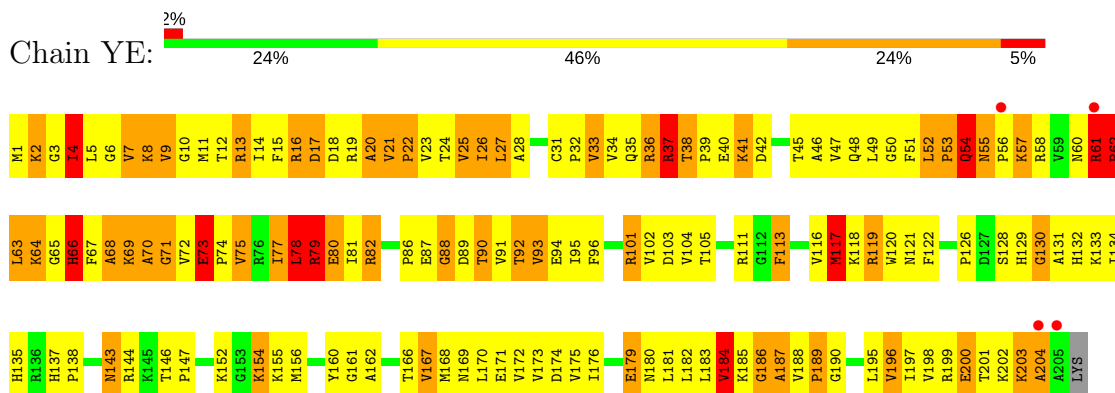 2%
Chain YE:
24% 46% 24% 5%
M1 K2 G3 I4 L5 G6 V7 K8 V9 G10 M11 T12 R13 I14 F15 R16 D17 D18 R19 A20 V21 P22 V23 T24 V25 I26 L27 A28 C31 P32 V33 V34 Q35 R36 R37 T38 P39 E40 K41 D42 T45 A46 V47 Q48 L49 G50 F51 L52 P53 Q54 N55 P56 K57 R58 V59 N60 R61
L63 K64 G65 H66 F67 A68 K69 A70 G71 V72 E73 P74 V75 R76 I77 L78 R79 E80 I81 R82 P86 E87 G88 D89 T90 V91 T92 V93 E94 I95 F96 R101 V102 D103 V104 T105 R111 G112 F113 V116 M117 K118 R119 W120 N121 F122 P126 D127 S128 H129 G130 A131 H132 K133
H135 R136 H137 P138 N143 R144 K145 T146 P147 K152 G153 K154 K155 M156 Y160 G161 A162 T166 V167 M168 N169 L170 E171 V172 V173 D174 V175 I176 E179 N180 L181 L182 L183 V184 K185 G186 A187 V188 P189 G190 L195 V196 I197 V198 R199 E200 T201 K202 K203 A204 A205 LYS